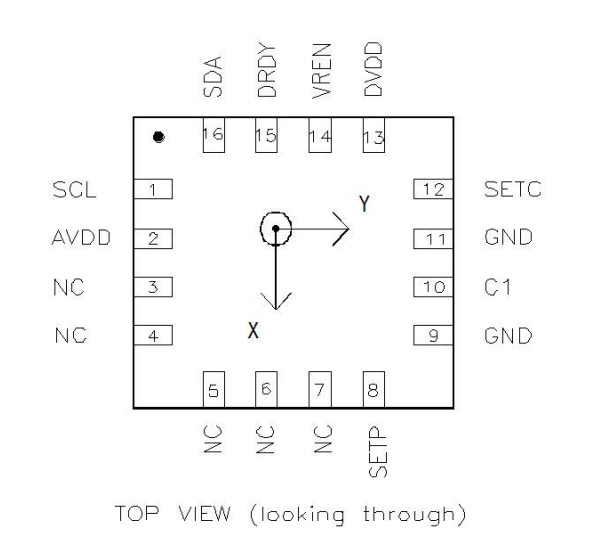 SDA DRDY VREN DVDD
16 15 14 13
SCL 1 12 SETC
Y
AVDD 2 11 GND
NC 3 10 C1
X
NC 4 9 GND
5 6 7 8
NC NC NC SETP
TOP VIEW (looking through)